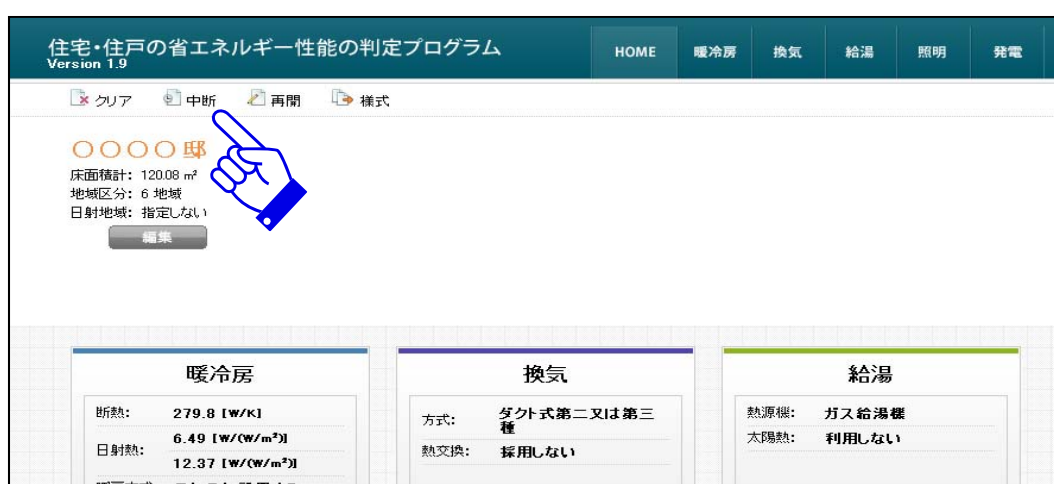 住宅・住戸の省エネルギー性能の判定プログラム
Version 1.9
HOME 暖冷房 換気 給湯 照明 発電
クリア 中断 再開 様式
〇〇〇〇邸
床面積計: 120.08 ㎡
地域区分: 6 地域
日射地域: 指定しない
編集
暖冷房
断熱: 279.8 [W/K]
日射熱: 6.49 [W/(W/m²)]
12.37 [W/(W/m²)]
換気
方式: ダクト式第二又は第三種
熱交換: 採用しない
給湯
熱源機: ガス給湯機
太陽熱: 利用しない